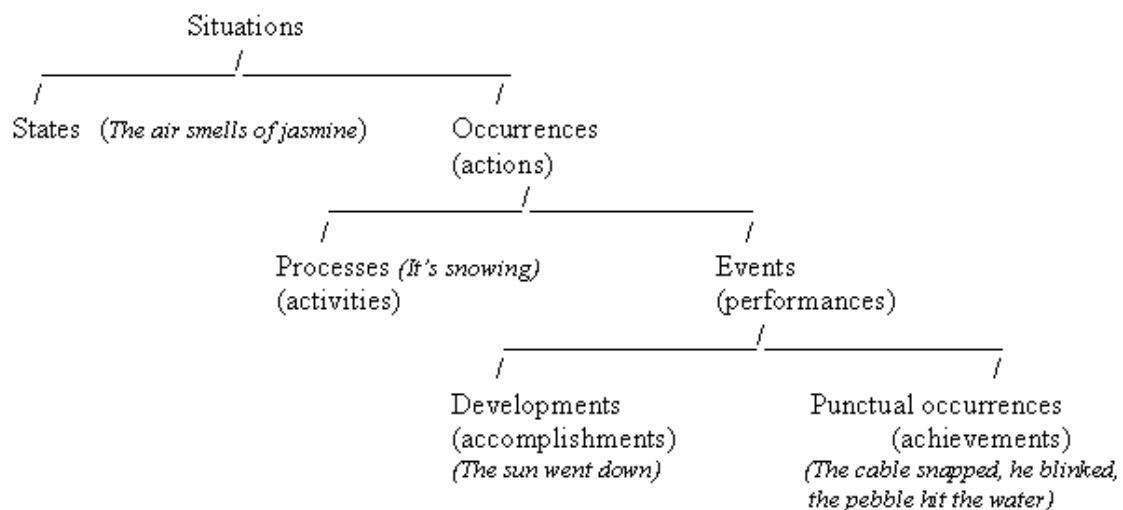 Situations
States (The air smells of jasmine) Occurrences
(actions)
Processes (It's snowing) Events
(activities) (performances)
Developments Punctual occurrences
(accomplishments) (achievements)
(The sun went down) (The cable snapped, he blinked,
the pebble hit the water)